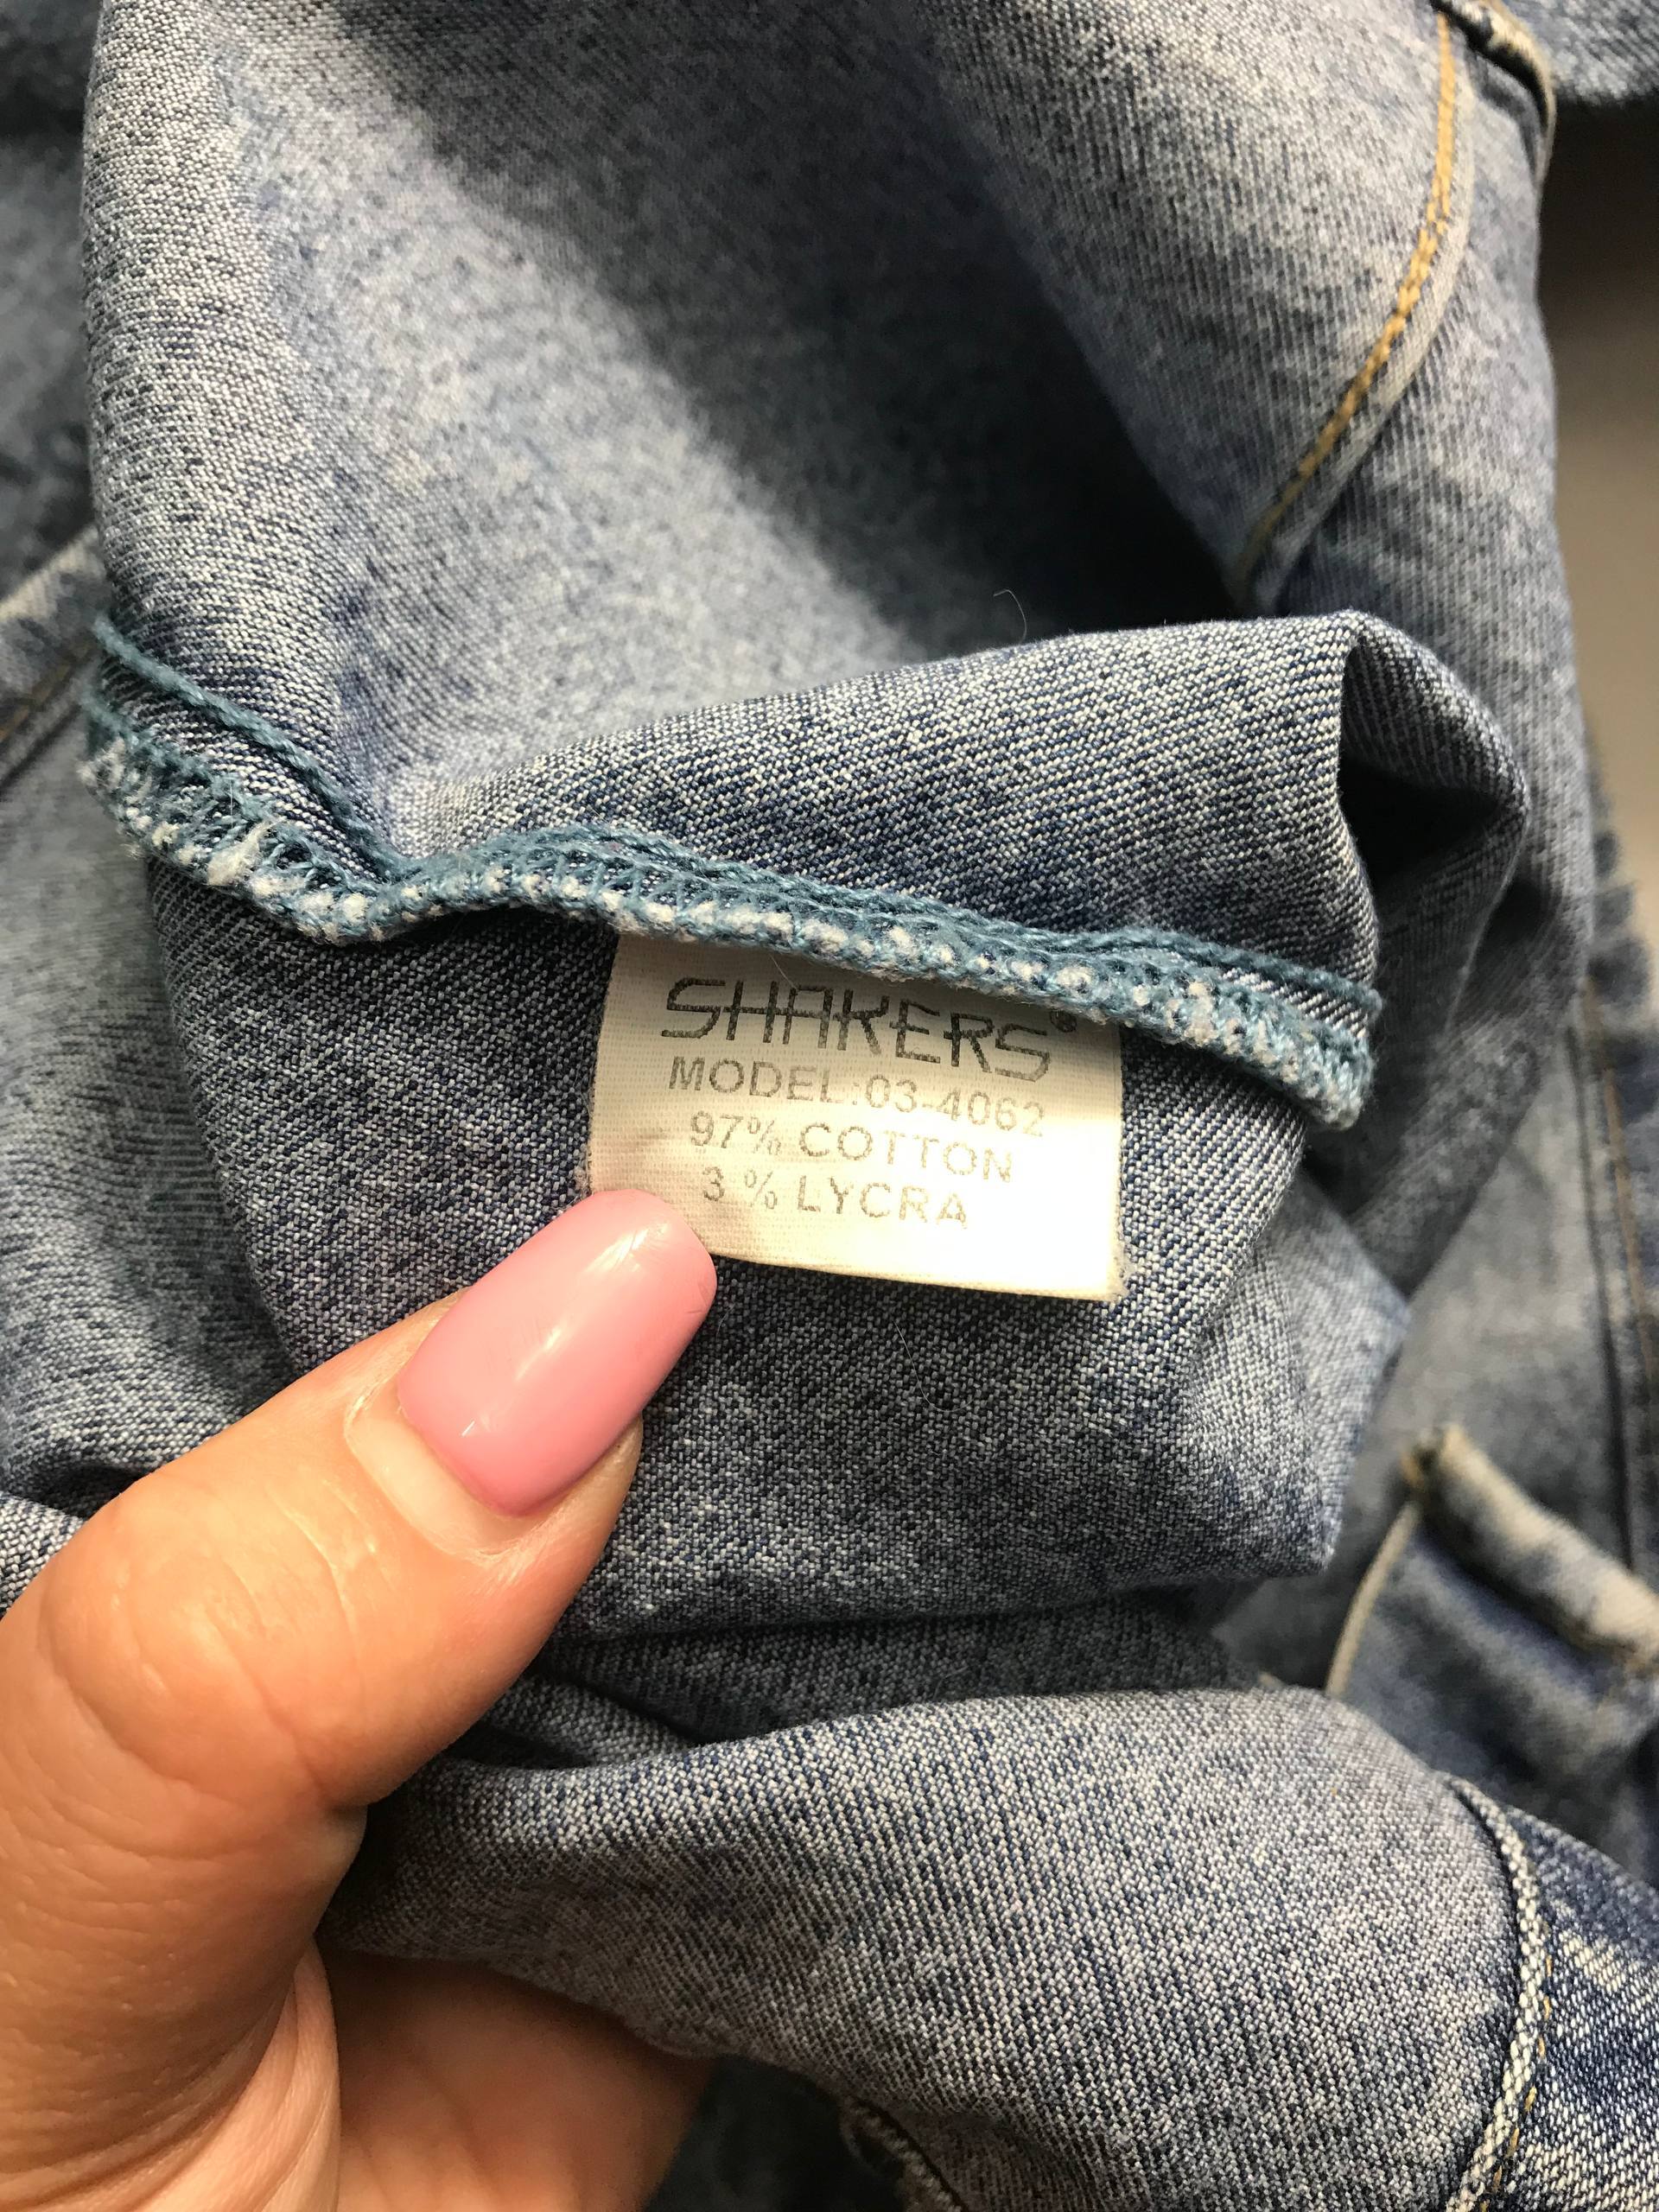 SHAKERS®
MODEL:03-4062
97% COTTON
3 % LYCRA